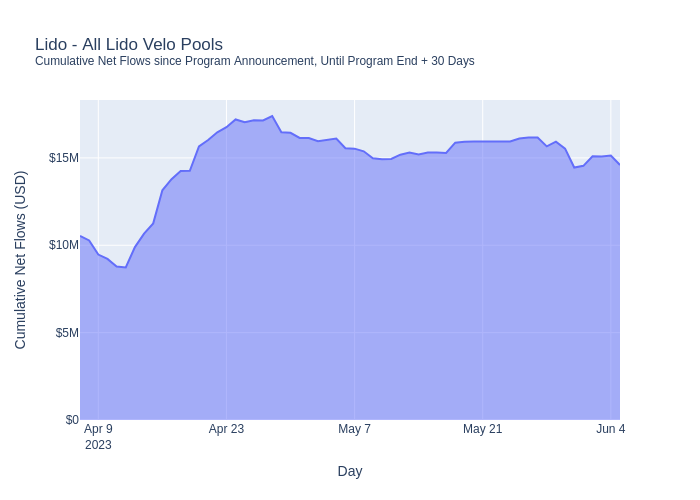 Lido - All Lido Velo Pools
Cumulative Net Flows since Program Announcement, Until Program End + 30 Days
Cumulative Net Flows (USD)
$15M
$10M
$5M
$0
Apr 9
2023
Apr 23
May 7
May 21
Jun 4
Day